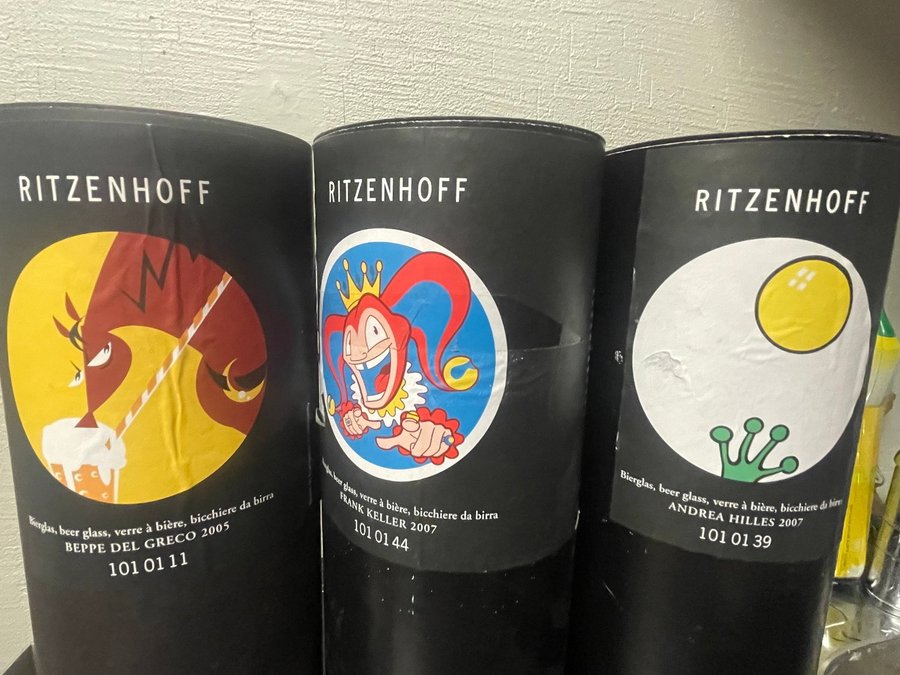 RITZENHOFF
Bierglas, beer glass, verre à bière, bicchiere da birra
BEPPE DEL GRECO 2005
101 01 11
RITZENHOFF
Bierglas, beer glass, verre à bière, bicchiere da birra
FRANK KELLER 2007
101 01 44
RITZENHOFF
Bierglas, beer glass, verre à bière, bicchiere da birra
ANDREA HILLES 2007
101 01 39